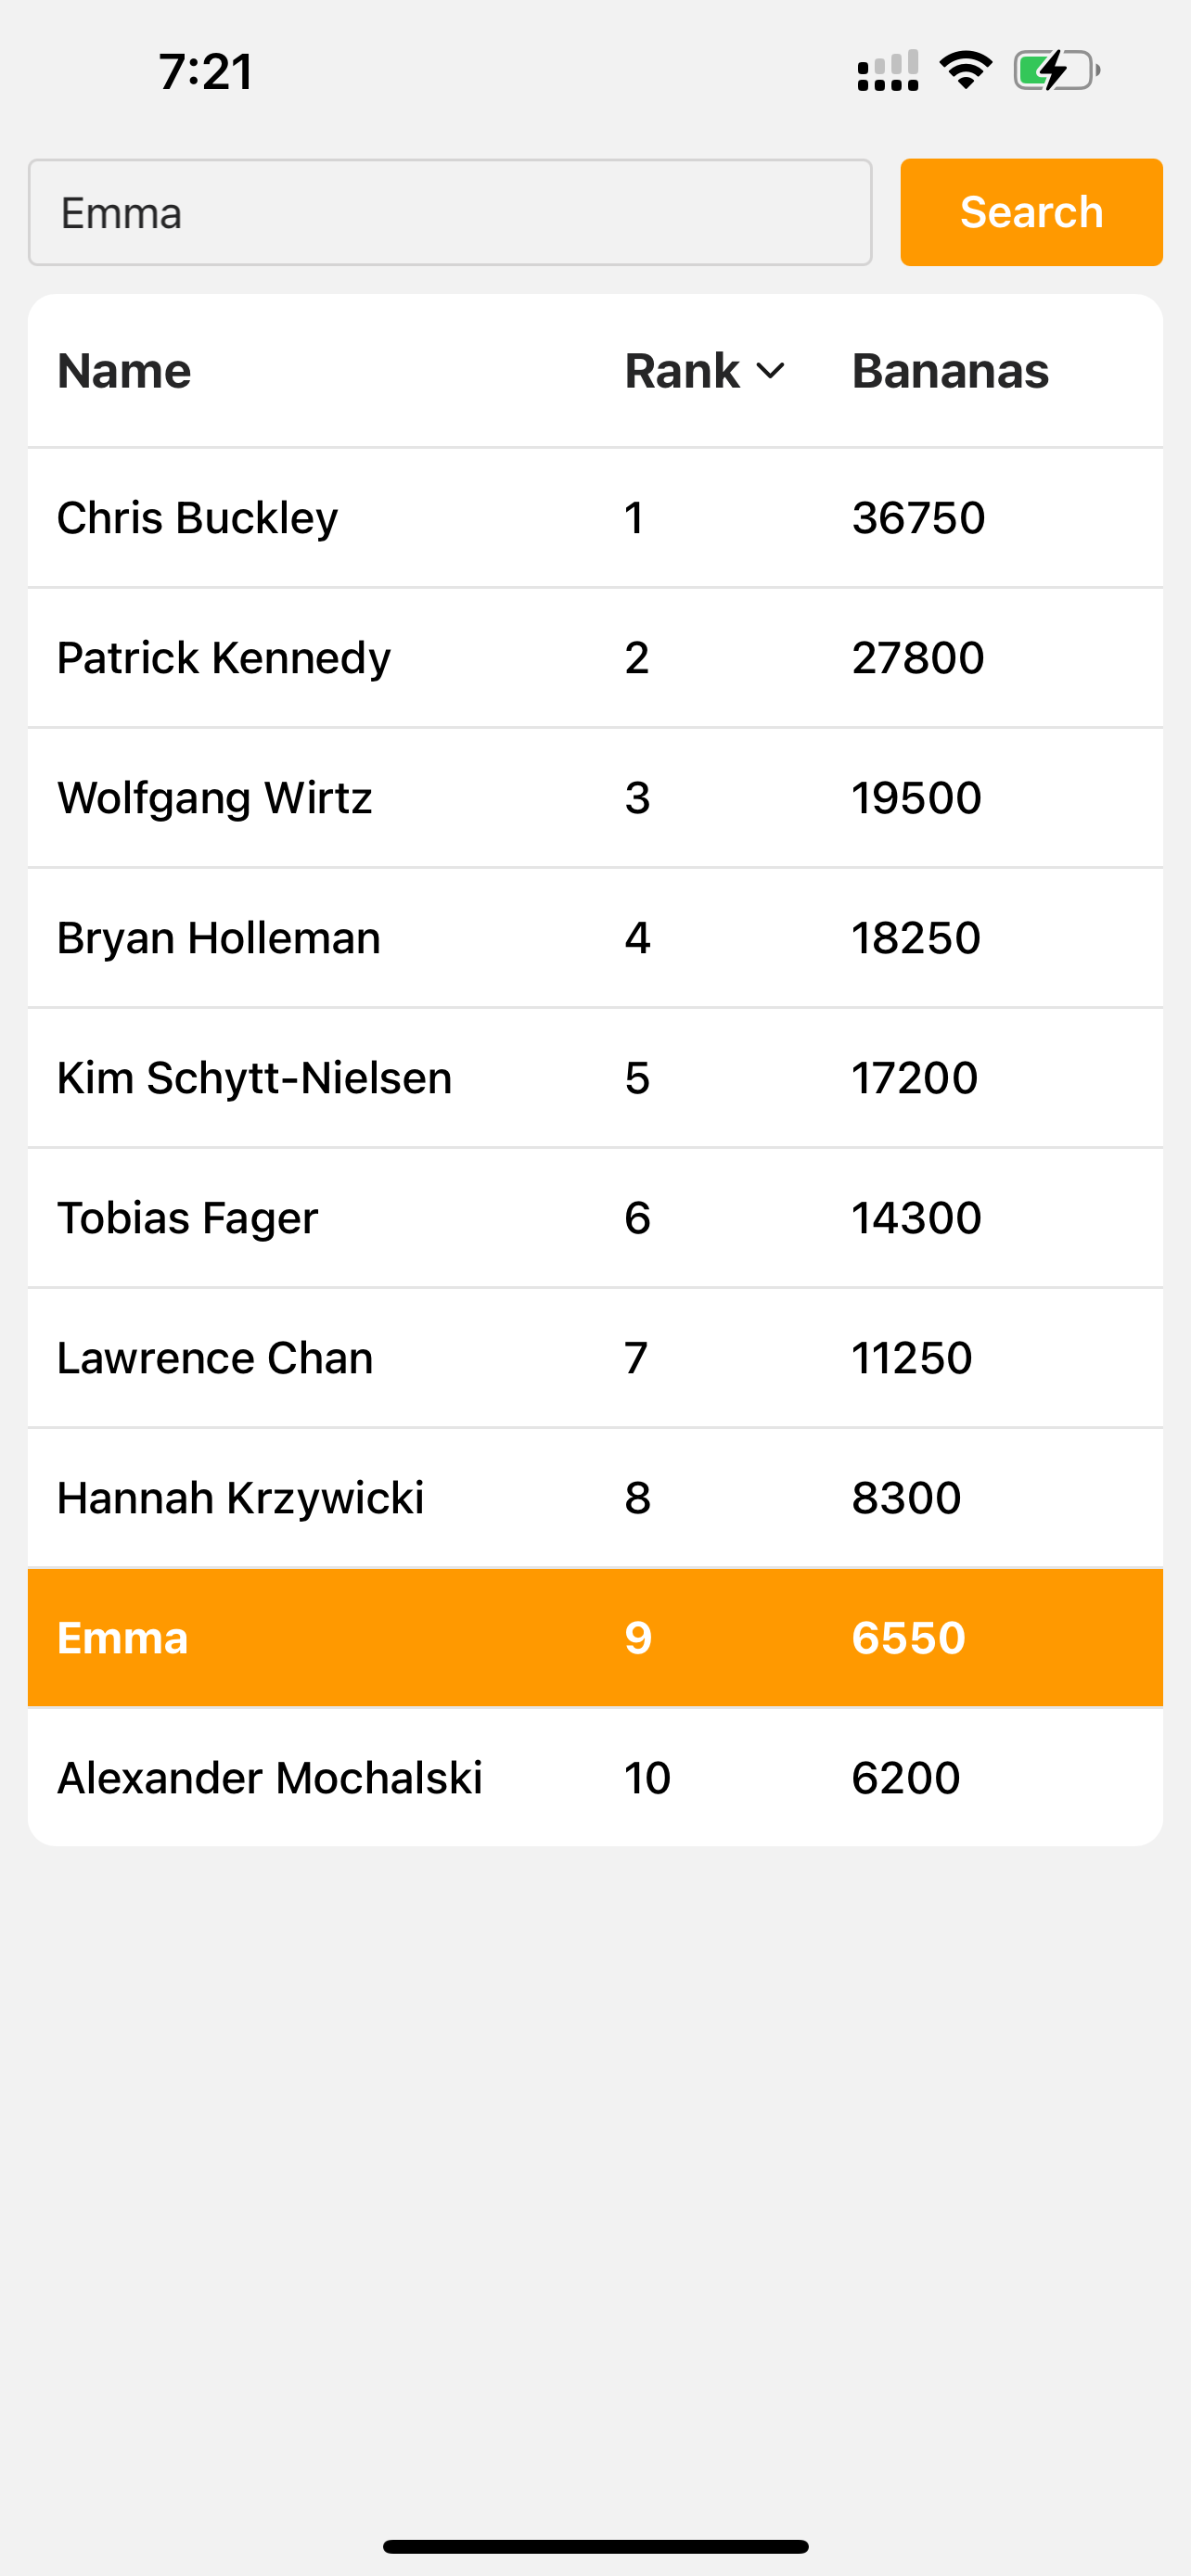 7:21
Emma Search
Name Rank Bananas
Chris Buckley 1 36750
Patrick Kennedy 2 27800
Wolfgang Wirtz 3 19500
Bryan Holleman 4 18250
Kim Schytt-Nielsen 5 17200
Tobias Fager 6 14300
Lawrence Chan 7 11250
Hannah Krzywicki 8 8300
Emma 9 6550
Alexander Mochalski 10 6200